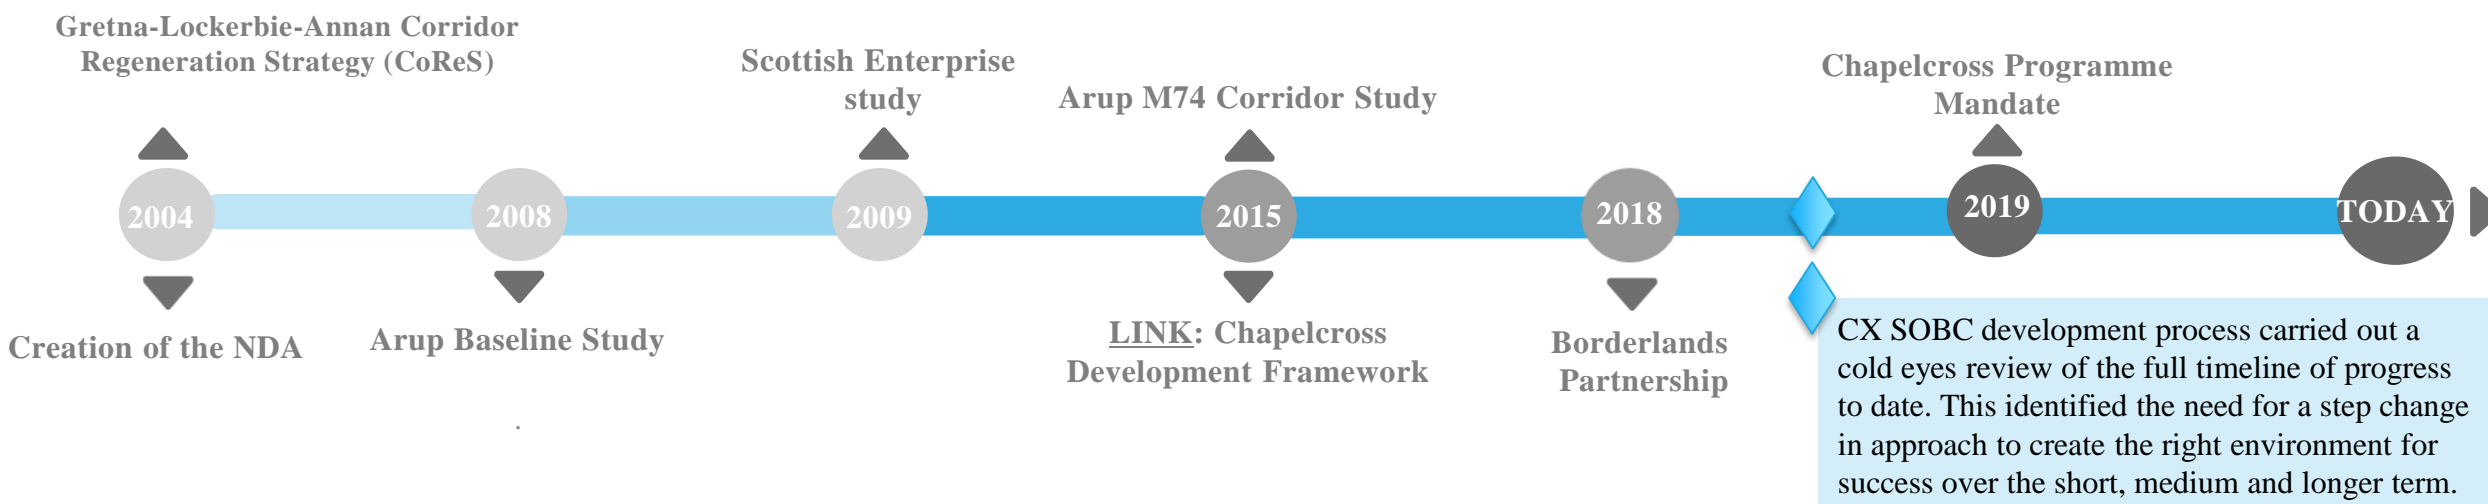 Gretna-Lockerbie-Annan Corridor
Regeneration Strategy (CoReS)
Scottish Enterprise
study
Arup M74 Corridor Study
Chapelcross Programme
Mandate
2004
2008
2009
2015
2018
2019
TODAY
Creation of the NDA
Arup Baseline Study
LINK: Chapelcross
Development Framework
Borderlands
Partnership
.
CX SOBC development process carried out a
cold eyes review of the full timeline of progress
to date. This identified the need for a step change
in approach to create the right environment for
success over the short, medium and longer term.